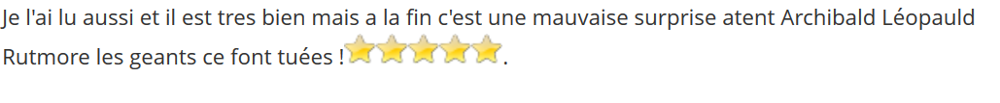 Je l'ai lu aussi et il est tres bien mais a la fin c'est une mauvaise surprise atent Archibald Léopauld
Rutmore les geants ce font tuées !⭐⭐⭐⭐⭐.